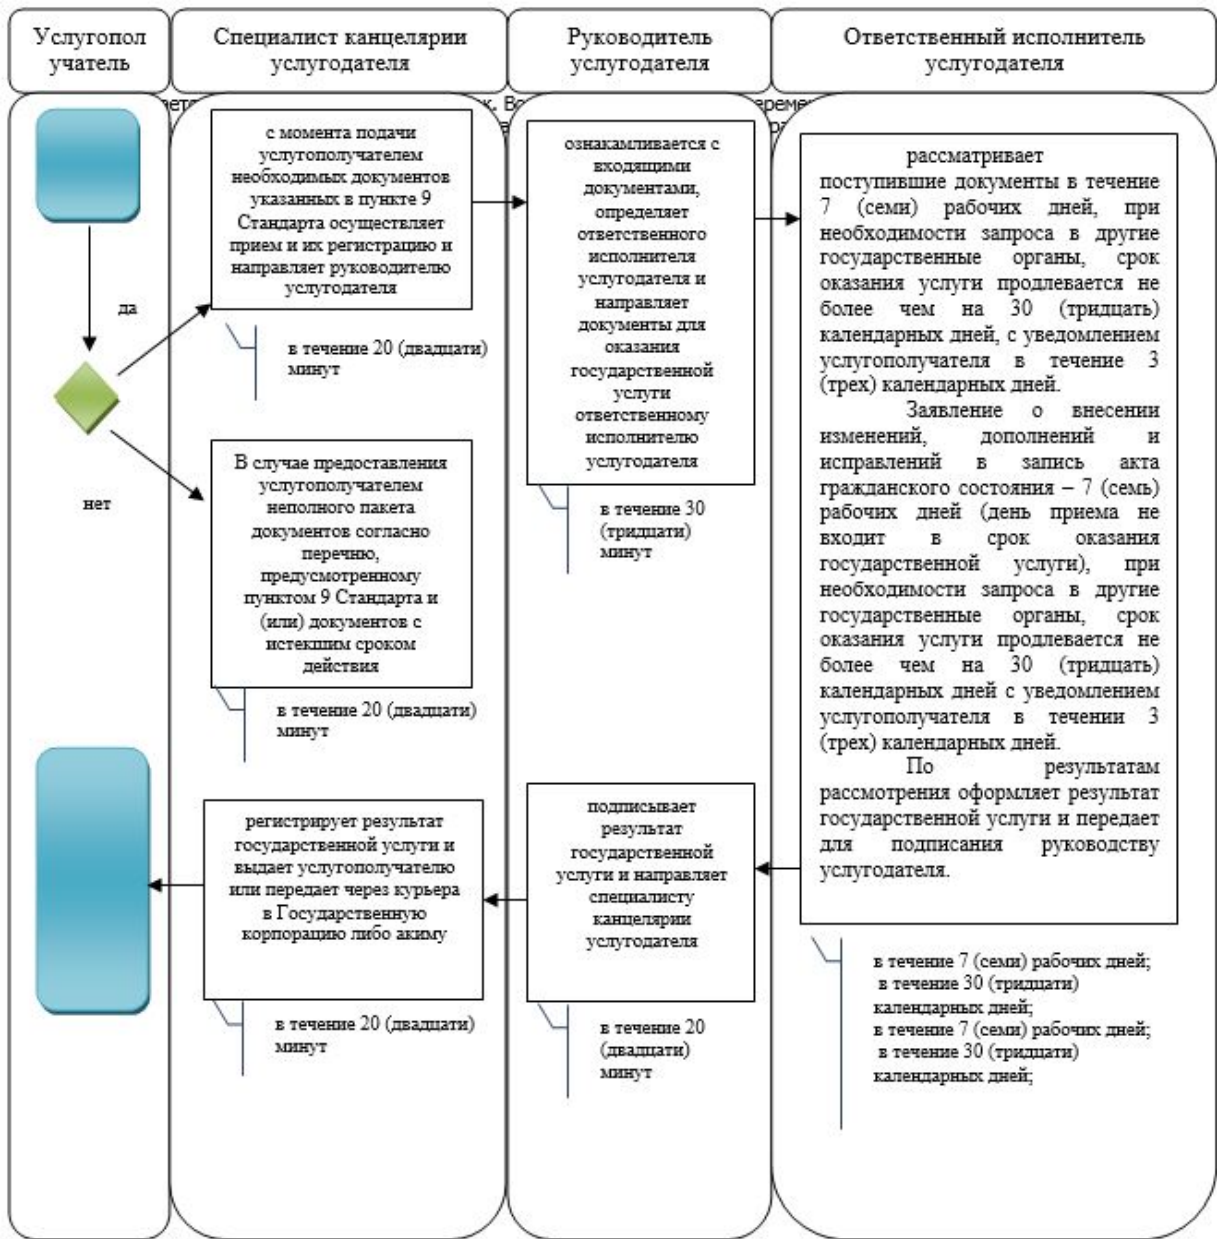 Услугопол
учатель
Специалист канцелярии
услугодателя
Руководитель
услугодателя
Ответственный исполнитель
услугодателя
с момента подачи
услугополучателем
необходимых документов
указанных в пункте 9
Стандарта осуществляет
прием и их регистрацию и
направляет руководителю
услугодателя
в течение 20 (двадцати)
минут
да
нет
В случае предоставления
услугополучателем
неполного пакета
документов согласно
перечню,
предусмотренному
пунктом 9 Стандарта и
(или) документов с
истекшим сроком
действия
в течение 20 (двадцати)
минут
ознакамливается с
входящими
документами,
определяет
ответственного
исполнителя
услугодателя и
направляет
документы для
оказания
государственной
услуги
ответственному
исполнителю
услугодателя
в течение 30
(тридцати)
минут
рассматривает
поступившие документы в течение
7 (семи) рабочих дней, при
необходимости запроса в другие
государственные органы, срок
оказания услуги продлевается не
более чем на 30 (тридцать)
календарных дней, с уведомлением
услугополучателя в течение 3
(трех) календарных дней.
Заявление о внесении
изменений, дополнений и
исправлений в запись акта
гражданского состояния – 7 (семь)
рабочих дней (день приема не
входит в срок оказания
государственной услуги), при
необходимости запроса в другие
государственные органы, срок
оказания услуги продлевается не
более чем на 30 (тридцать)
календарных дней с уведомлением
услугополучателя в течении 3
(трех) календарных дней.
По результатам
рассмотрения оформляет результат
государственной услуги и передает
для подписания руководству
услугодателя.
в течение 7 (семи) рабочих дней;
в течение 30 (тридцати)
календарных дней;
в течение 7 (семи) рабочих дней;
в течение 30 (тридцати)
календарных дней;
подписывает
результат
государственной
услуги и направляет
специалисту
канцелярии
услугодателя
в течение 20
(двадцати)
минут
регистрирует результат
государственной услуги и
выдает услугополучателю
или передает через курьера
в Государственную
корпорацию либо акиму
в течение 20 (двадцати)
минут